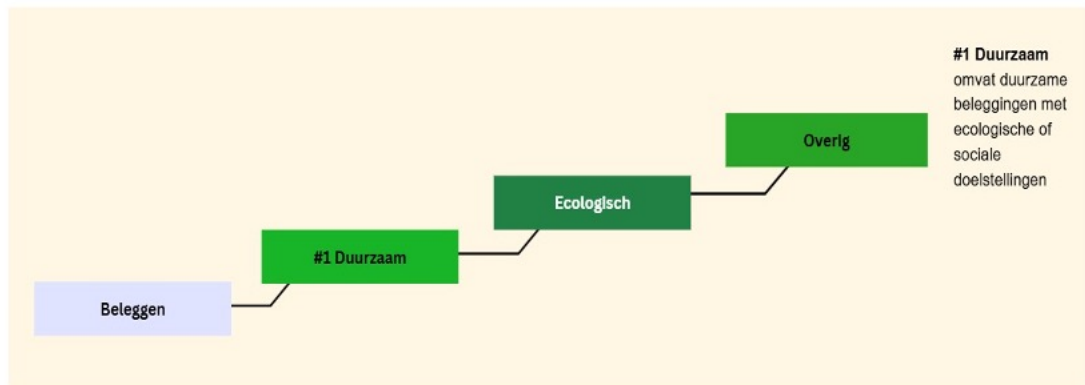 #1 Duurzaam
omvat duurzame
beleggingen met
ecologische of
sociale
doelstellingen
Overig
Ecologisch
#1 Duurzaam
Beleggen